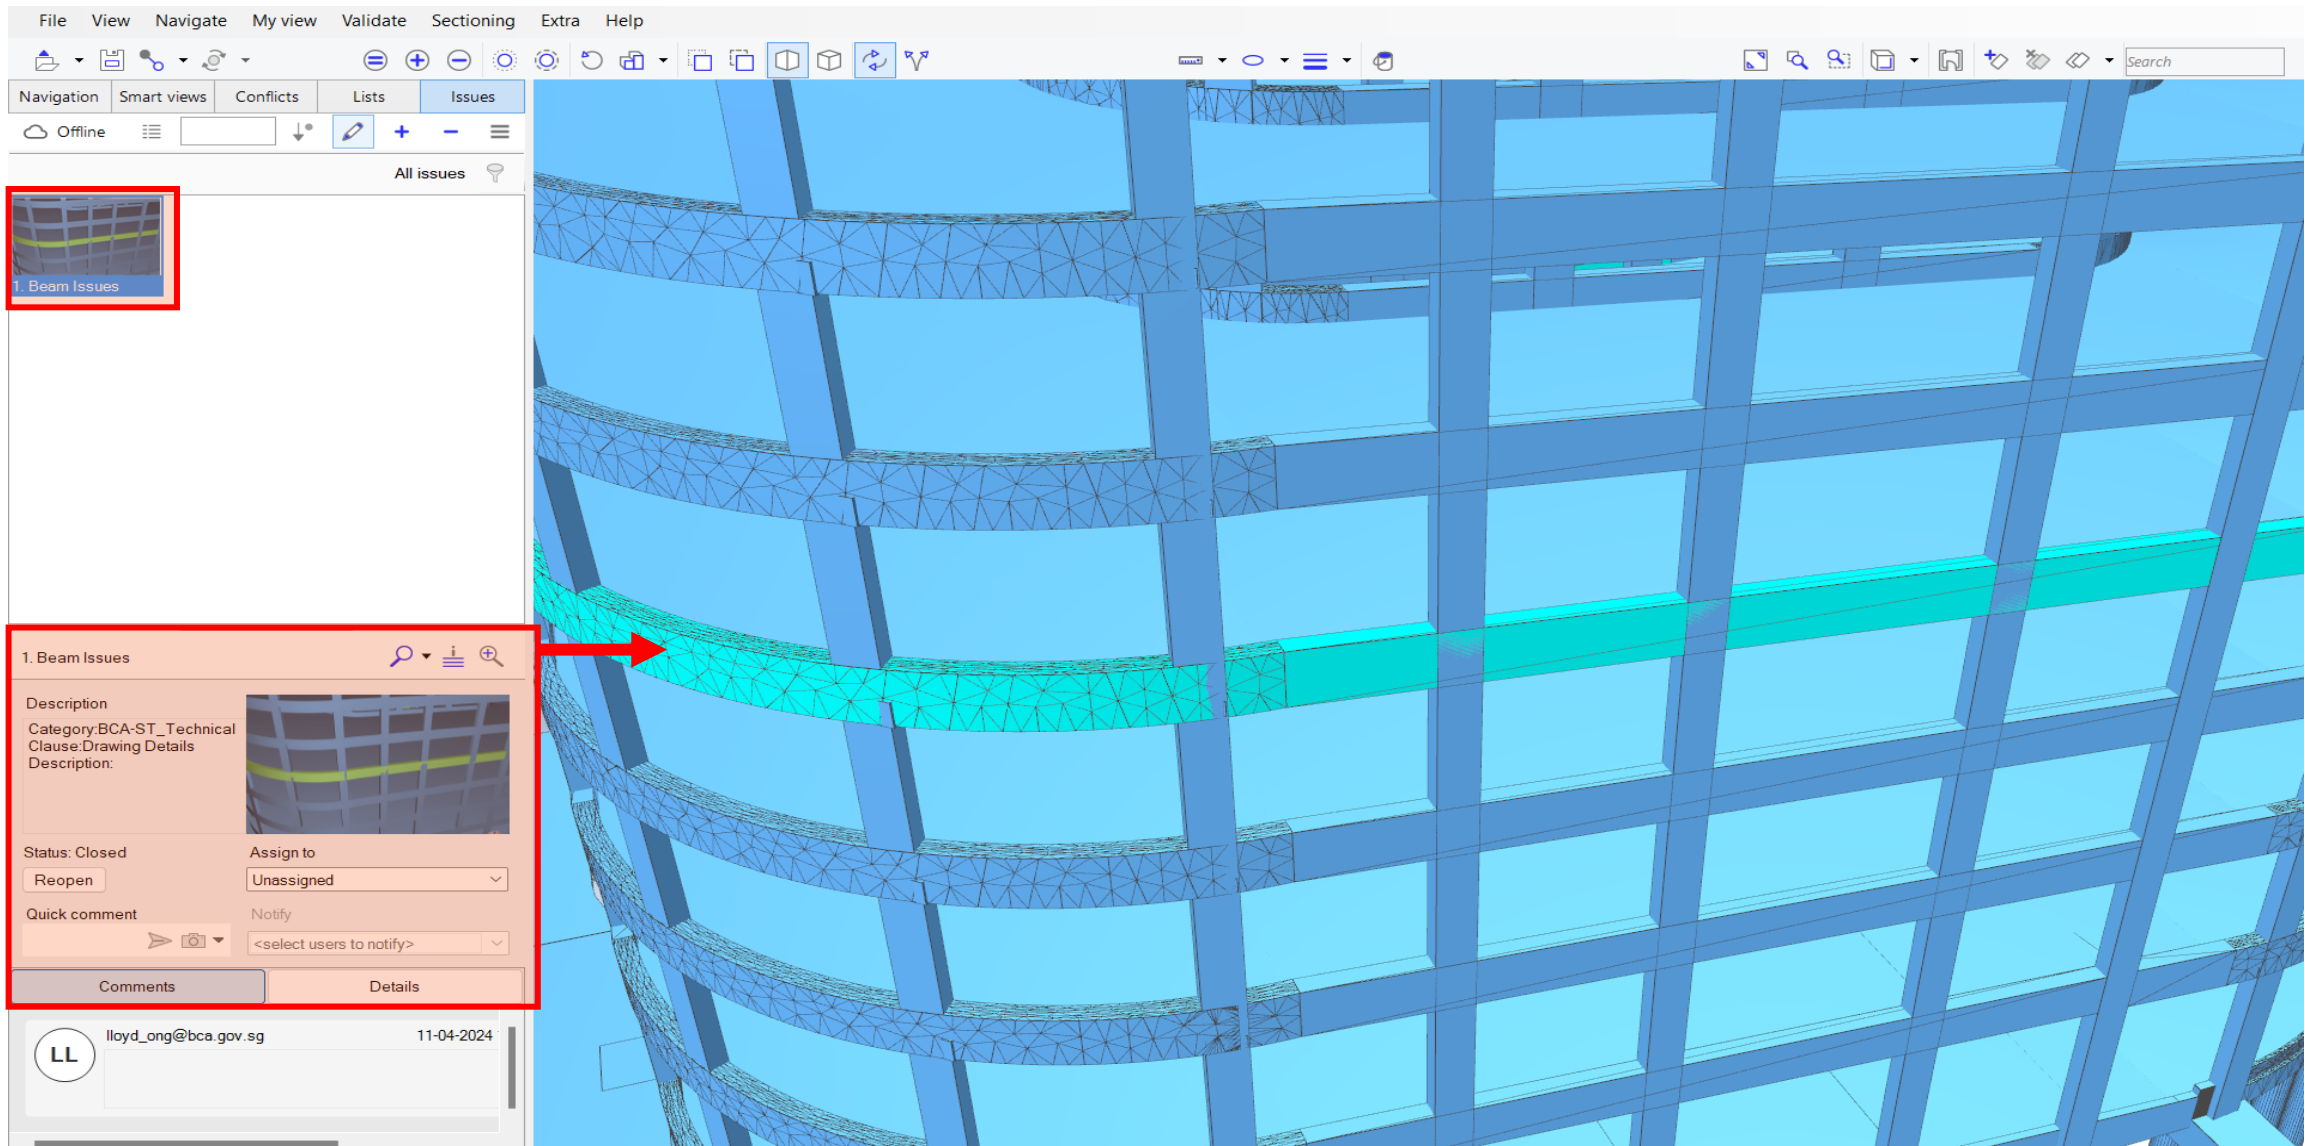 File View Navigate My view Validate Sectioning Extra Help
Search
Navigation Smart views Conflicts Lists Issues
Offline
All issues
1. Beam Issues
1. Beam Issues
Description
Category:BCA-ST_Technical
Clause:Drawing Details
Description:
Status: Closed
Assign to
Reopen
Unassigned
Quick comment
Notify
<select users to notify>
Comments
Details
LL
lloyd_ong@bca.gov.sg
11-04-2024